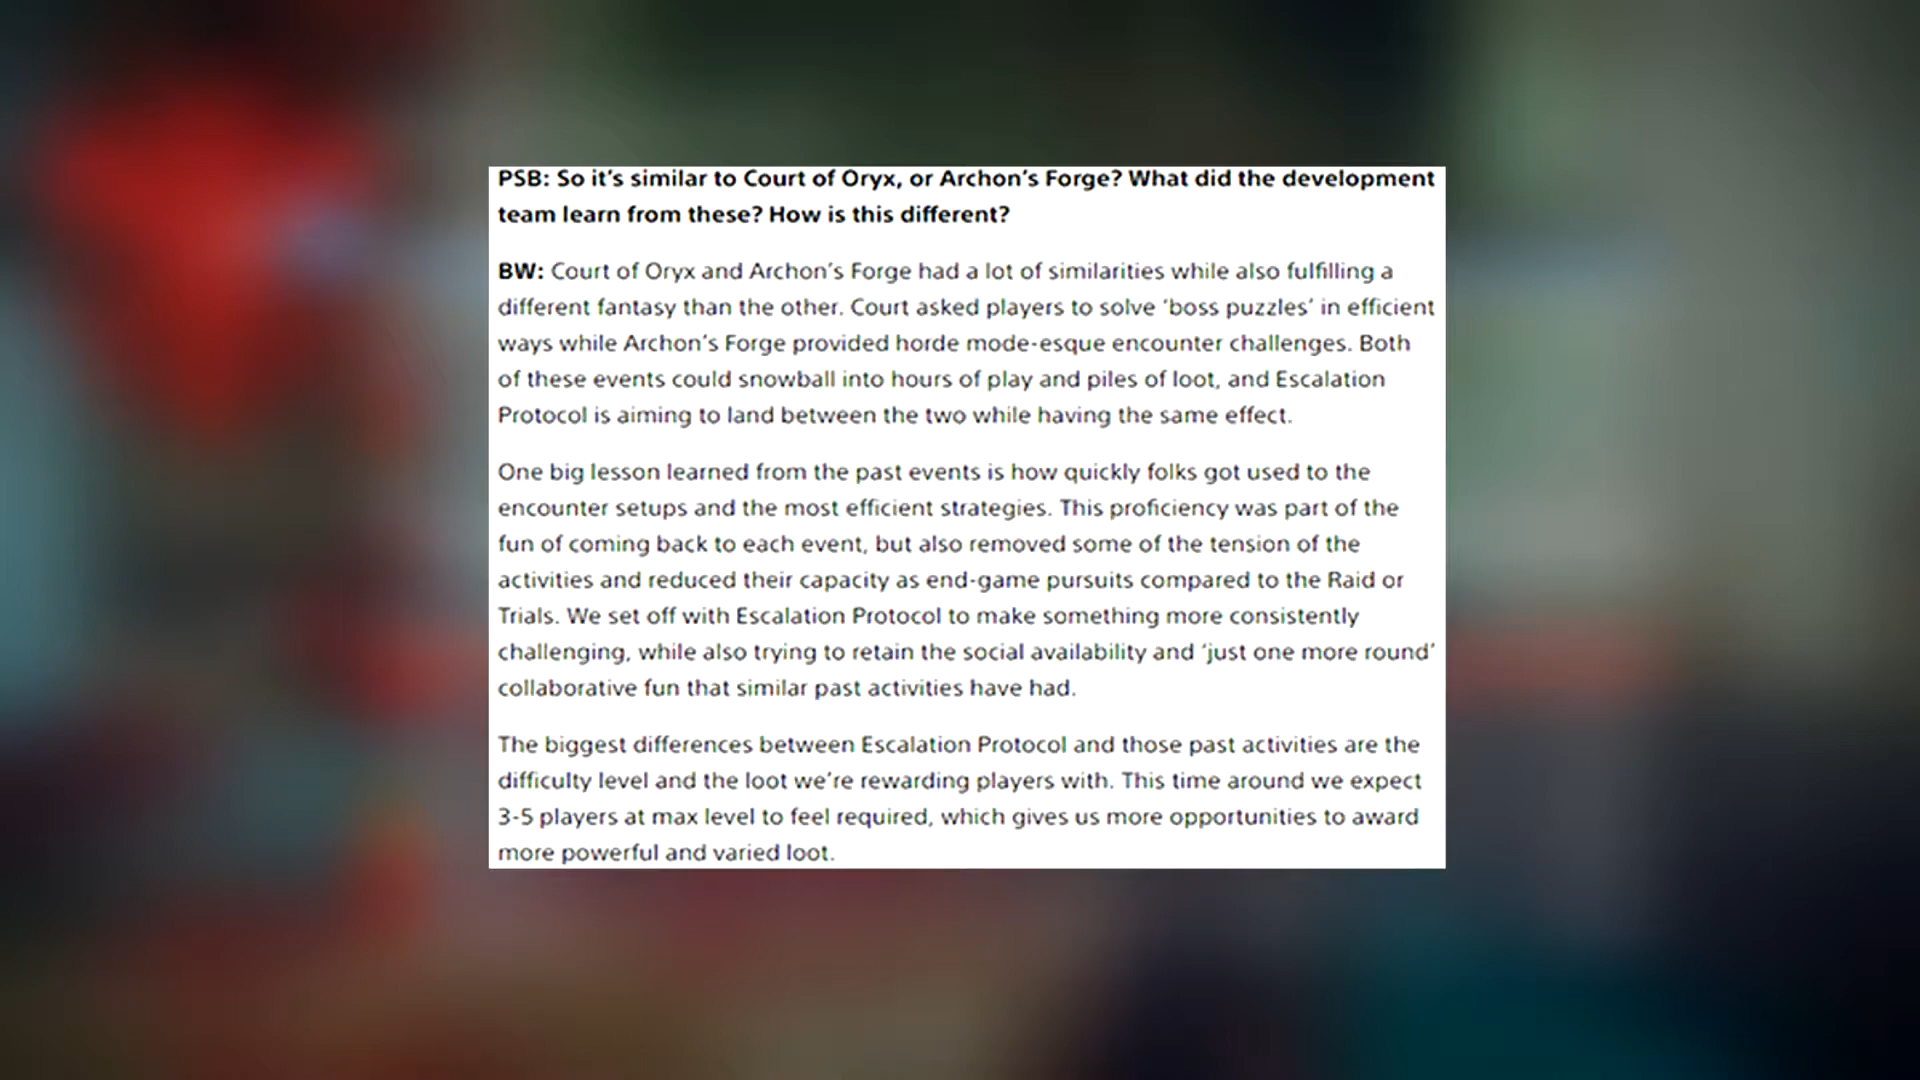 PSB: So it’s similar to Court of Oryx, or Archon’s Forge? What did the development
team learn from these? How is this different?
BW: Court of Oryx and Archon’s Forge had a lot of similarities while also fulfilling a
different fantasy than the other. Court asked players to solve ‘boss puzzles’ in efficient
ways while Archon’s Forge provided horde mode-esque encounter challenges. Both
of these events could snowball into hours of play and piles of loot, and Escalation
Protocol is aiming to land between the two while having the same effect.
One big lesson learned from the past events is how quickly folks got used to the
encounter setups and the most efficient strategies. This proficiency was part of the
fun of coming back to each event, but also removed some of the tension of the
activities and reduced their capacity as end-game pursuits compared to the Raid or
Trials. We set off with Escalation Protocol to make something more consistently
challenging, while also trying to retain the social availability and ‘just one more round’
collaborative fun that similar past activities have had.
The biggest differences between Escalation Protocol and those past activities are the
difficulty level and the loot we’re rewarding players with. This time around we expect
3-5 players at max level to feel required, which gives us more opportunities to award
more powerful and varied loot.